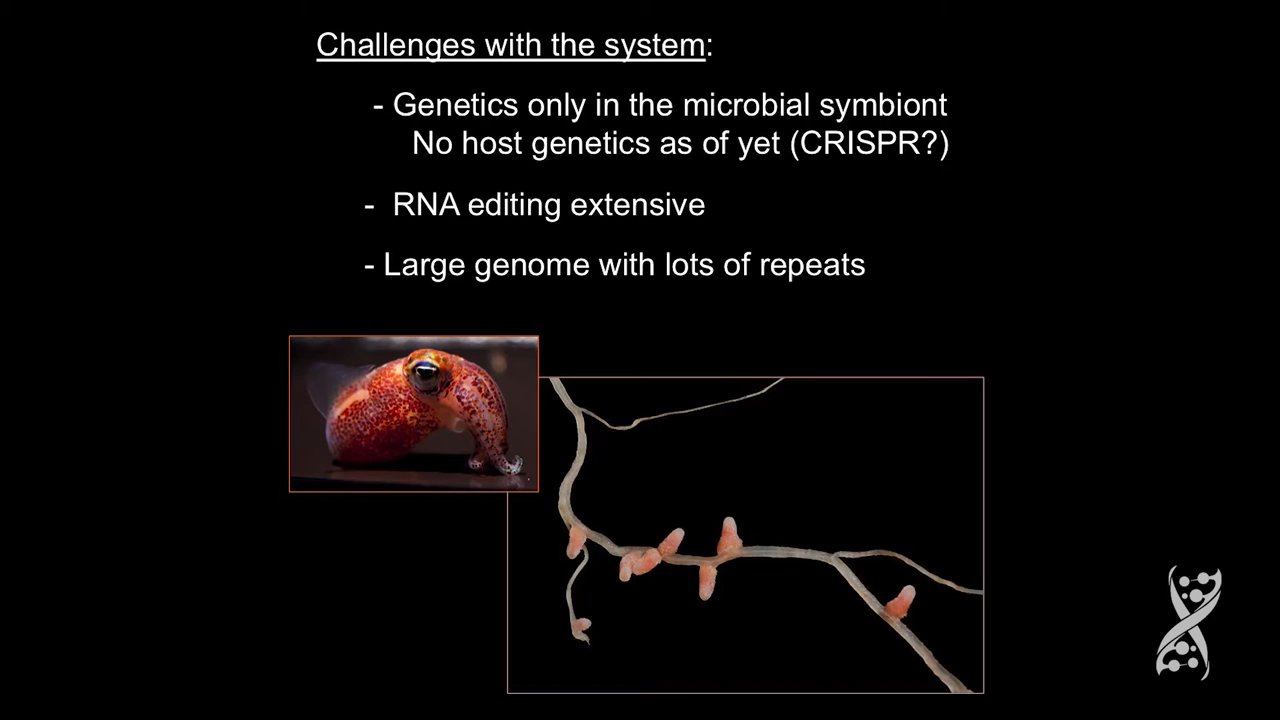 Challenges with the system:
- Genetics only in the microbial symbiont
No host genetics as of yet (CRISPR?)
- RNA editing extensive
- Large genome with lots of repeats